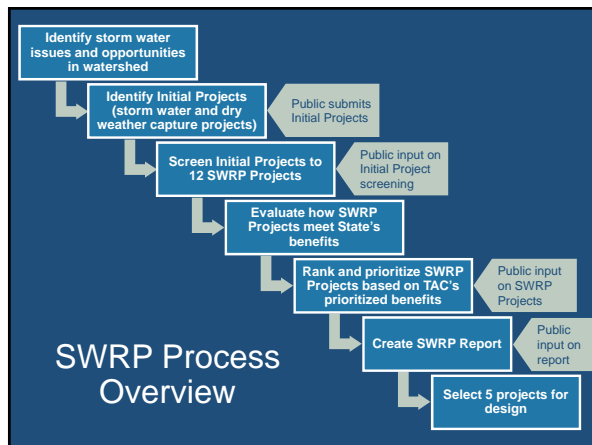 Identify storm water
issues and opportunities
in watershed
Identify Initial Projects
(storm water and dry
weather capture projects)
Public submits
Initial Projects
Screen Initial Projects to
12 SWRP Projects
Public input on
Initial Project
screening
Evaluate how SWRP
Projects meet State's
benefits
Rank and prioritize SWRP
Projects based on TAC's
prioritized benefits
Public input
on SWRP
Projects
Create SWRP Report
Public
input on
report
Select 5 projects for
design
SWRP Process
Overview